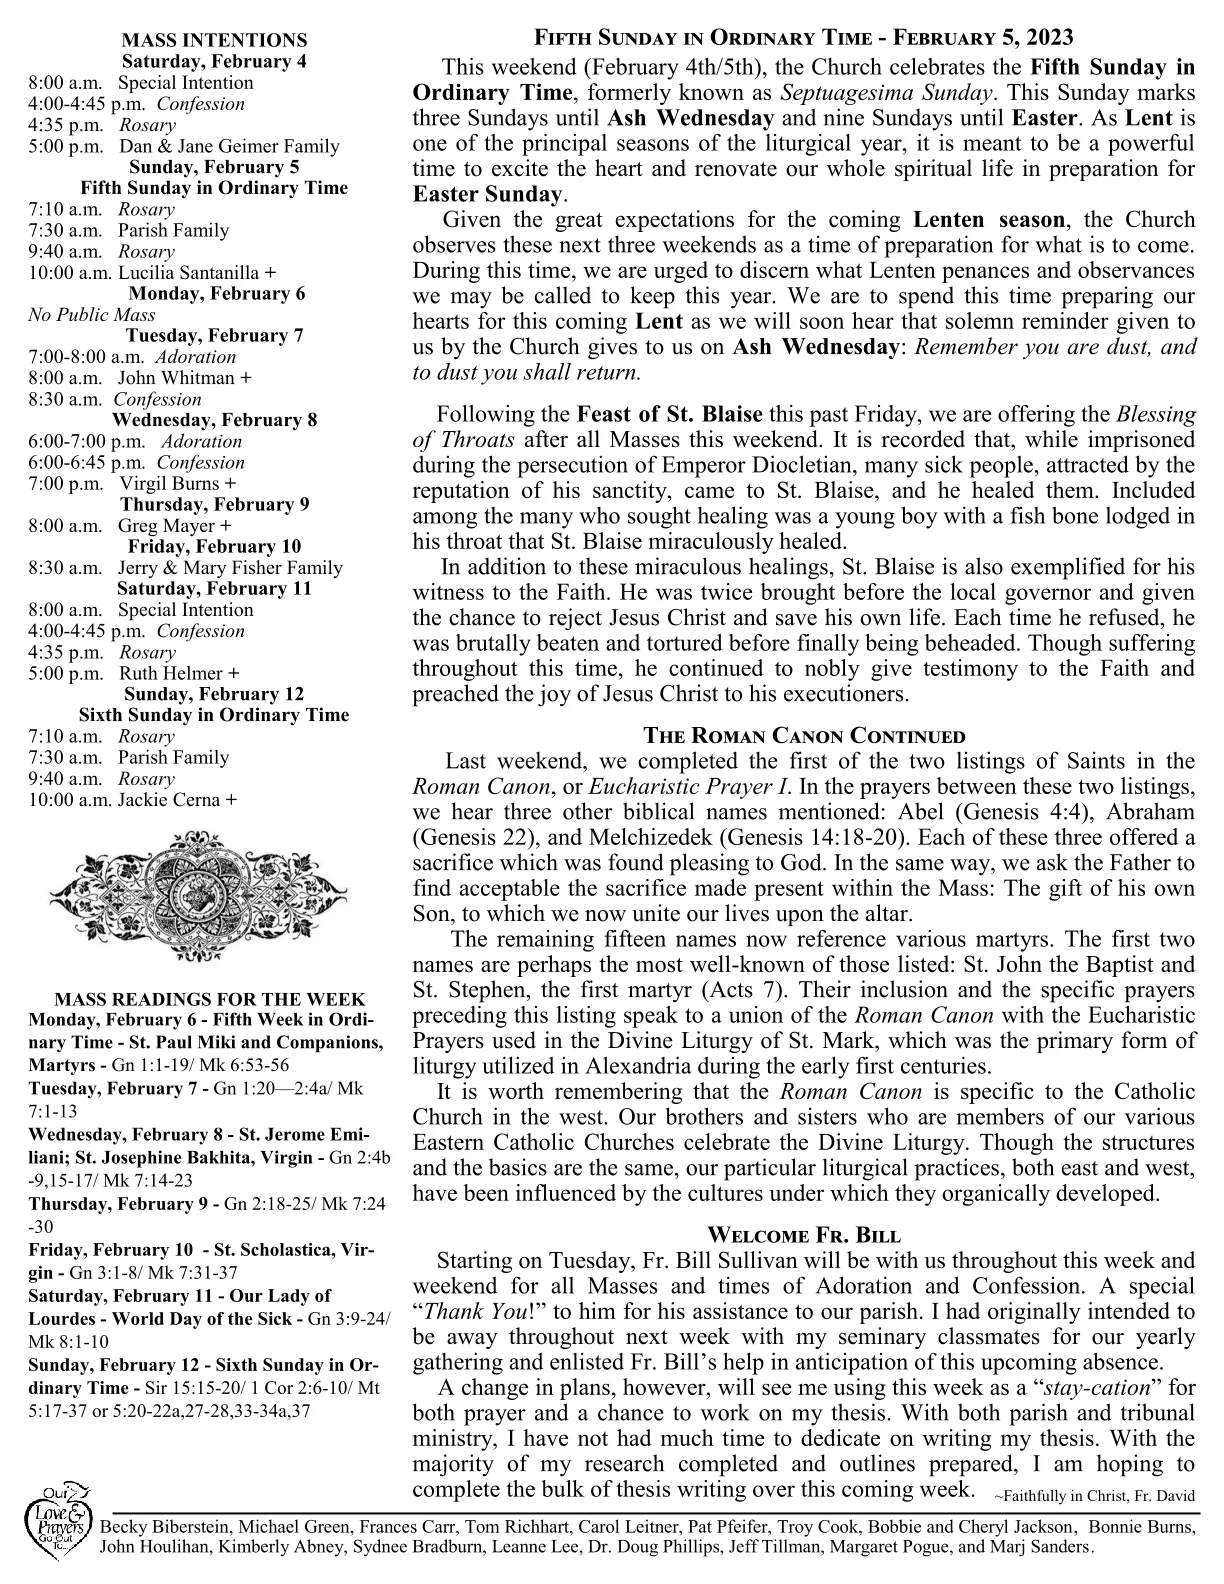 MASS INTENTIONS
Saturday, February 4
8:00 a.m. Special Intention
4:00-4:45 p.m. Confession
4:35 p.m. Rosary
5:00 p.m. Dan & Jane Geimer Family
Sunday, February 5
Fifth Sunday in Ordinary Time
7:10 a.m. Rosary
7:30 a.m. Parish Family
9:40 a.m. Rosary
10:00 a.m. Lucilia Santanilla +
Monday, February 6
No Public Mass
Tuesday, February 7
7:00-8:00 a.m. Adoration
8:00 a.m. John Whitman +
8:30 a.m. Confession
Wednesday, February 8
6:00-7:00 p.m. Adoration
6:00-6:45 p.m. Confession
7:00 p.m. Virgil Burns +
Thursday, February 9
8:00 a.m. Greg Mayer +
Friday, February 10
8:30 a.m. Jerry & Mary Fisher Family
Saturday, February 11
8:00 a.m. Special Intention
4:00-4:45 p.m. Confession
4:35 p.m. Rosary
5:00 p.m. Ruth Helmer +
Sunday, February 12
Sixth Sunday in Ordinary Time
7:10 a.m. Rosary
7:30 a.m. Parish Family
9:40 a.m. Rosary
10:00 a.m. Jackie Cerna +
MASS READINGS FOR THE WEEK
Monday, February 6 - Fifth Week in Ordi-
nary Time - St. Paul Miki and Companions,
Martyrs - Gn 1:1-19/ Mk 6:53-56
Tuesday, February 7 - Gn 1:20—2:4a/ Mk
7:1-13
Wednesday, February 8 - St. Jerome Emi-
liani; St. Josephine Bakhita, Virgin - Gn 2:4b
-9,15-17/ Mk 7:14-23
Thursday, February 9 - Gn 2:18-25/ Mk 7:24
-30
Friday, February 10 - St. Scholastica, Vir-
gin - Gn 3:1-8/ Mk 7:31-37
Saturday, February 11 - Our Lady of
Lourdes - World Day of the Sick - Gn 3:9-24/
Mk 8:1-10
Sunday, February 12 - Sixth Sunday in Or-
dinary Time - Sir 15:15-20/ 1 Cor 2:6-10/ Mt
5:17-37 or 5:20-22a,27-28,33-34a,37
FIFTH SUNDAY IN ORDINARY TIME - FEBRUARY 5, 2023
This weekend (February 4th/5th), the Church celebrates the Fifth Sunday in
Ordinary Time, formerly known as Septuagesima Sunday. This Sunday marks
three Sundays until Ash Wednesday and nine Sundays until Easter. As Lent is
one of the principal seasons of the liturgical year, it is meant to be a powerful
time to excite the heart and renovate our whole spiritual life in preparation for
Easter Sunday.
Given the great expectations for the coming Lenten season, the Church
observes these next three weekends as a time of preparation for what is to come.
During this time, we are urged to discern what Lenten penances and observances
we may be called to keep this year. We are to spend this time preparing our
hearts for this coming Lent as we will soon hear that solemn reminder given to
us by the Church gives to us on Ash Wednesday: Remember you are dust, and
to dust you shall return.
Following the Feast of St. Blaise this past Friday, we are offering the Blessing
of Throats after all Masses this weekend. It is recorded that, while imprisoned
during the persecution of Emperor Diocletian, many sick people, attracted by the
reputation of his sanctity, came to St. Blaise, and he healed them. Included
among the many who sought healing was a young boy with a fish bone lodged in
his throat that St. Blaise miraculously healed.
In addition to these miraculous healings, St. Blaise is also exemplified for his
witness to the Faith. He was twice brought before the local governor and given
the chance to reject Jesus Christ and save his own life. Each time he refused, he
was brutally beaten and tortured before finally being beheaded. Though suffering
throughout this time, he continued to nobly give testimony to the Faith and
preached the joy of Jesus Christ to his executioners.
THE ROMAN CANON CONTINUED
Last weekend, we completed the first of the two listings of Saints in the
Roman Canon, or Eucharistic Prayer I. In the prayers between these two listings,
we hear three other biblical names mentioned: Abel (Genesis 4:4), Abraham
(Genesis 22), and Melchizedek (Genesis 14:18-20). Each of these three offered a
sacrifice which was found pleasing to God. In the same way, we ask the Father to
find acceptable the sacrifice made present within the Mass: The gift of his own
Son, to which we now unite our lives upon the altar.
The remaining fifteen names now reference various martyrs. The first two
names are perhaps the most well-known of those listed: St. John the Baptist and
St. Stephen, the first martyr (Acts 7). Their inclusion and the specific prayers
preceding this listing speak to a union of the Roman Canon with the Eucharistic
Prayers used in the Divine Liturgy of St. Mark, which was the primary form of
liturgy utilized in Alexandria during the early first centuries.
It is worth remembering that the Roman Canon is specific to the Catholic
Church in the west. Our brothers and sisters who are members of our various
Eastern Catholic Churches celebrate the Divine Liturgy. Though the structures
and the basics are the same, our particular liturgical practices, both east and west,
have been influenced by the cultures under which they organically developed.
WELCOME FR. BILL
Starting on Tuesday, Fr. Bill Sullivan will be with us throughout this week and
weekend for all Masses and times of Adoration and Confession. A special
“Thank You!” to him for his assistance to our parish. I had originally intended to
be away throughout next week with my seminary classmates for our yearly
gathering and enlisted Fr. Bill’s help in anticipation of this upcoming absence.
A change in plans, however, will see me using this week as a “stay-cation” for
both prayer and a chance to work on my thesis. With both parish and tribunal
ministry, I have not had much time to dedicate on writing my thesis. With the
majority of my research completed and outlines prepared, I am hoping to
complete the bulk of thesis writing over this coming week. ~Faithfully in Christ, Fr. David
Our
Love &
Prayers
Go Out
To...
Becky Biberstein, Michael Green, Frances Carr, Tom Richhart, Carol Leitner, Pat Pfeifer, Troy Cook, Bobbie and Cheryl Jackson, Bonnie Burns,
John Houlihan, Kimberly Abney, Sydnee Bradburn, Leanne Lee, Dr. Doug Phillips, Jeff Tillman, Margaret Pogue, and Marj Sanders.